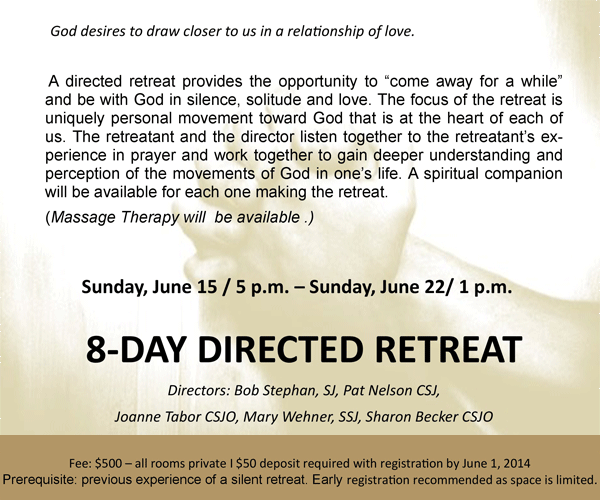 God desires to draw closer to us in a relationship of love.
A directed retreat provides the opportunity to “come away for a while”
and be with God in silence, solitude and love. The focus of the retreat is
uniquely personal movement toward God that is at the heart of each of
us. The retreatant and the director listen together to the retreatant’s ex-
perience in prayer and work together to gain deeper understanding and
perception of the movements of God in one’s life. A spiritual companion
will be available for each one making the retreat.
(Massage Therapy will  be available .)
Sunday, June 15 / 5 p.m. – Sunday, June 22/ 1 p.m.
8-DAY DIRECTED RETREAT
Directors: Bob Stephan, SJ, Pat Nelson CSJ,
Joanne Tabor CSJO, Mary Wehner, SSJ, Sharon Becker CSJO
Fee: $500 – all rooms private I $50 deposit required with registration by June 1, 2014
Prerequisite: previous experience of a silent retreat. Early registration recommended as space is limited.